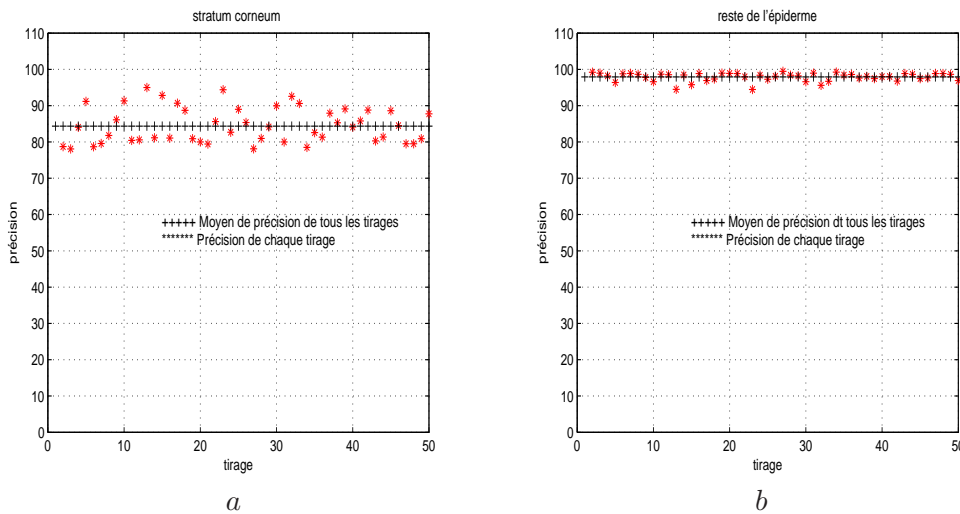 stratum corneum
110
100
90
80
70
60
50
40
30
20
10
0
précision
+++++ Moyen de précision de tous les tirages
******* Précision de chaque tirage
0 10 20 30 40 50
tirage
a
reste de l'épiderme
110
100
90
80
70
60
50
40
30
20
10
0
précision
+++++ Moyen de précision dt tous les tirages
******* Précision de chaque tirage
0 10 20 30 40 50
tirage
b